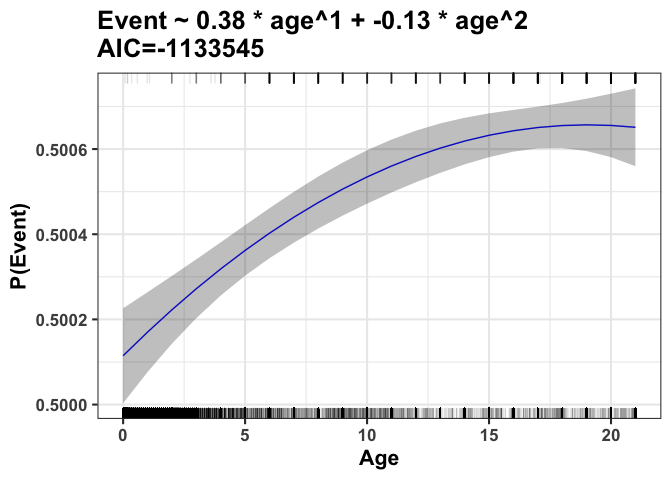 Event ~ 0.38 * age^1 + -0.13 * age^2
AIC=-1133545
P(Event)
0.5006
0.5004
0.5002
0.5000
0
5
10
15
20
Age